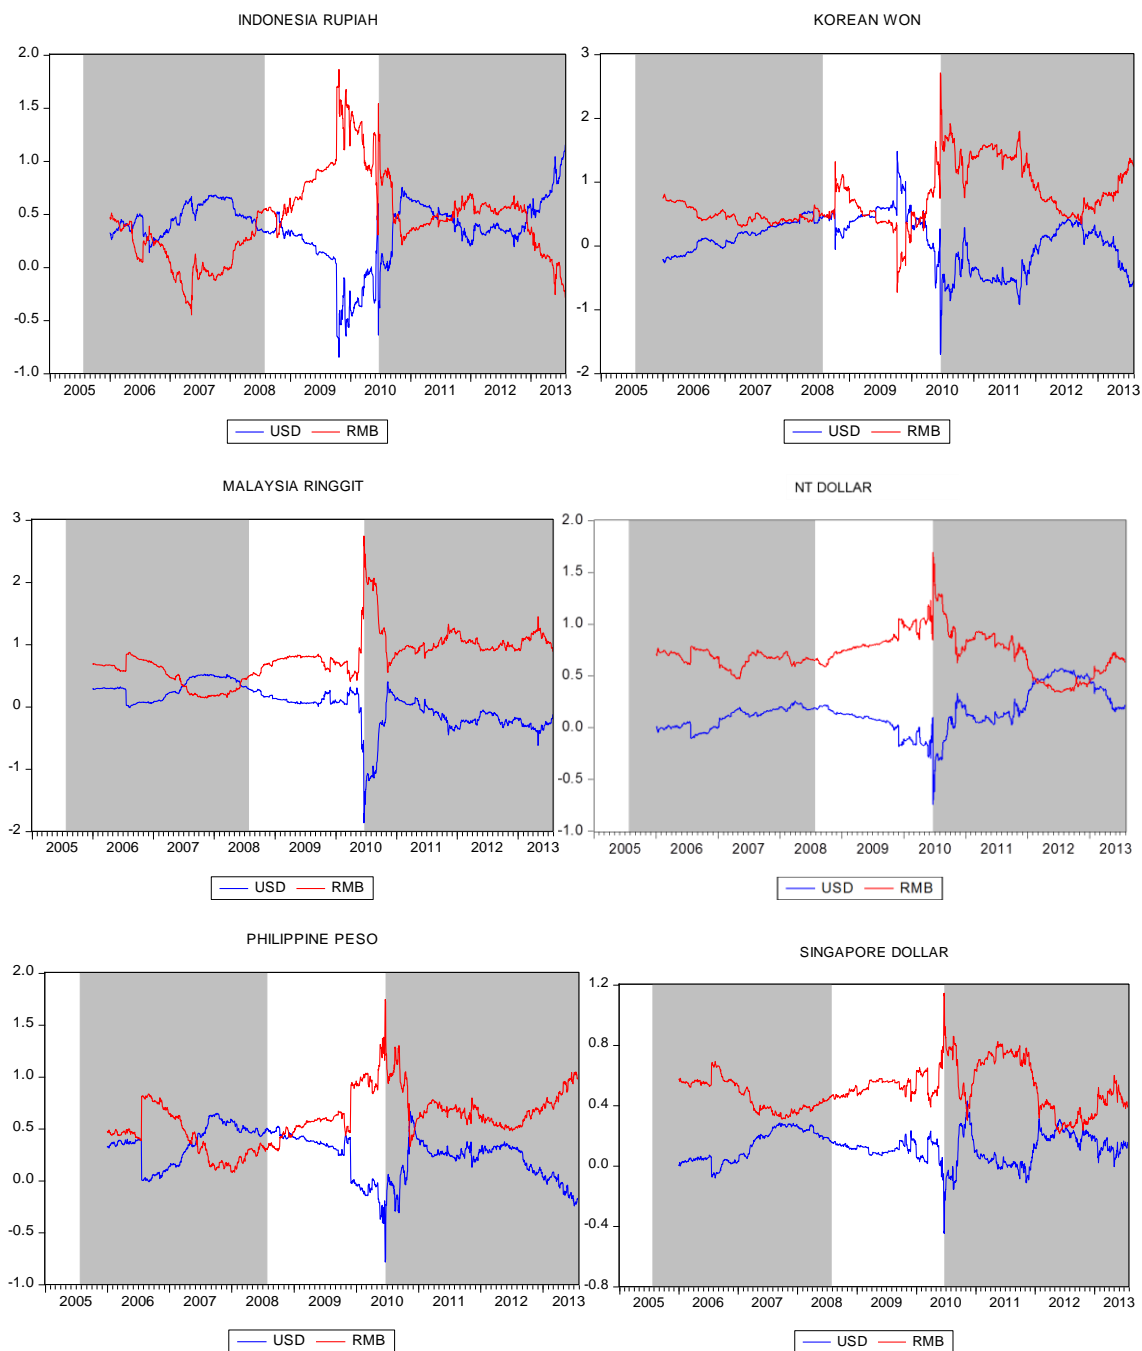 INDONESIA RUPIAH
2.0
1.5
1.0
0.5
0.0
-0.5
-1.0
2005 2006 2007 2008 2009 2010 2011 2012 2013
USD RMB
KOREAN WON
3
2
1
0
-1
-2
2005 2006 2007 2008 2009 2010 2011 2012 2013
USD RMB
MALAYSIA RINGGIT
3
2
1
0
-1
-2
2005 2006 2007 2008 2009 2010 2011 2012 2013
USD RMB
NT DOLLAR
2.0
1.5
1.0
0.5
0.0
-0.5
-1.0
2005 2006 2007 2008 2009 2010 2011 2012 2013
USD RMB
PHILIPPINE PESO
2.0
1.5
1.0
0.5
0.0
-0.5
-1.0
2005 2006 2007 2008 2009 2010 2011 2012 2013
USD RMB
SINGAPORE DOLLAR
1.2
0.8
0.4
0.0
-0.4
-0.8
2005 2006 2007 2008 2009 2010 2011 2012 2013
USD RMB